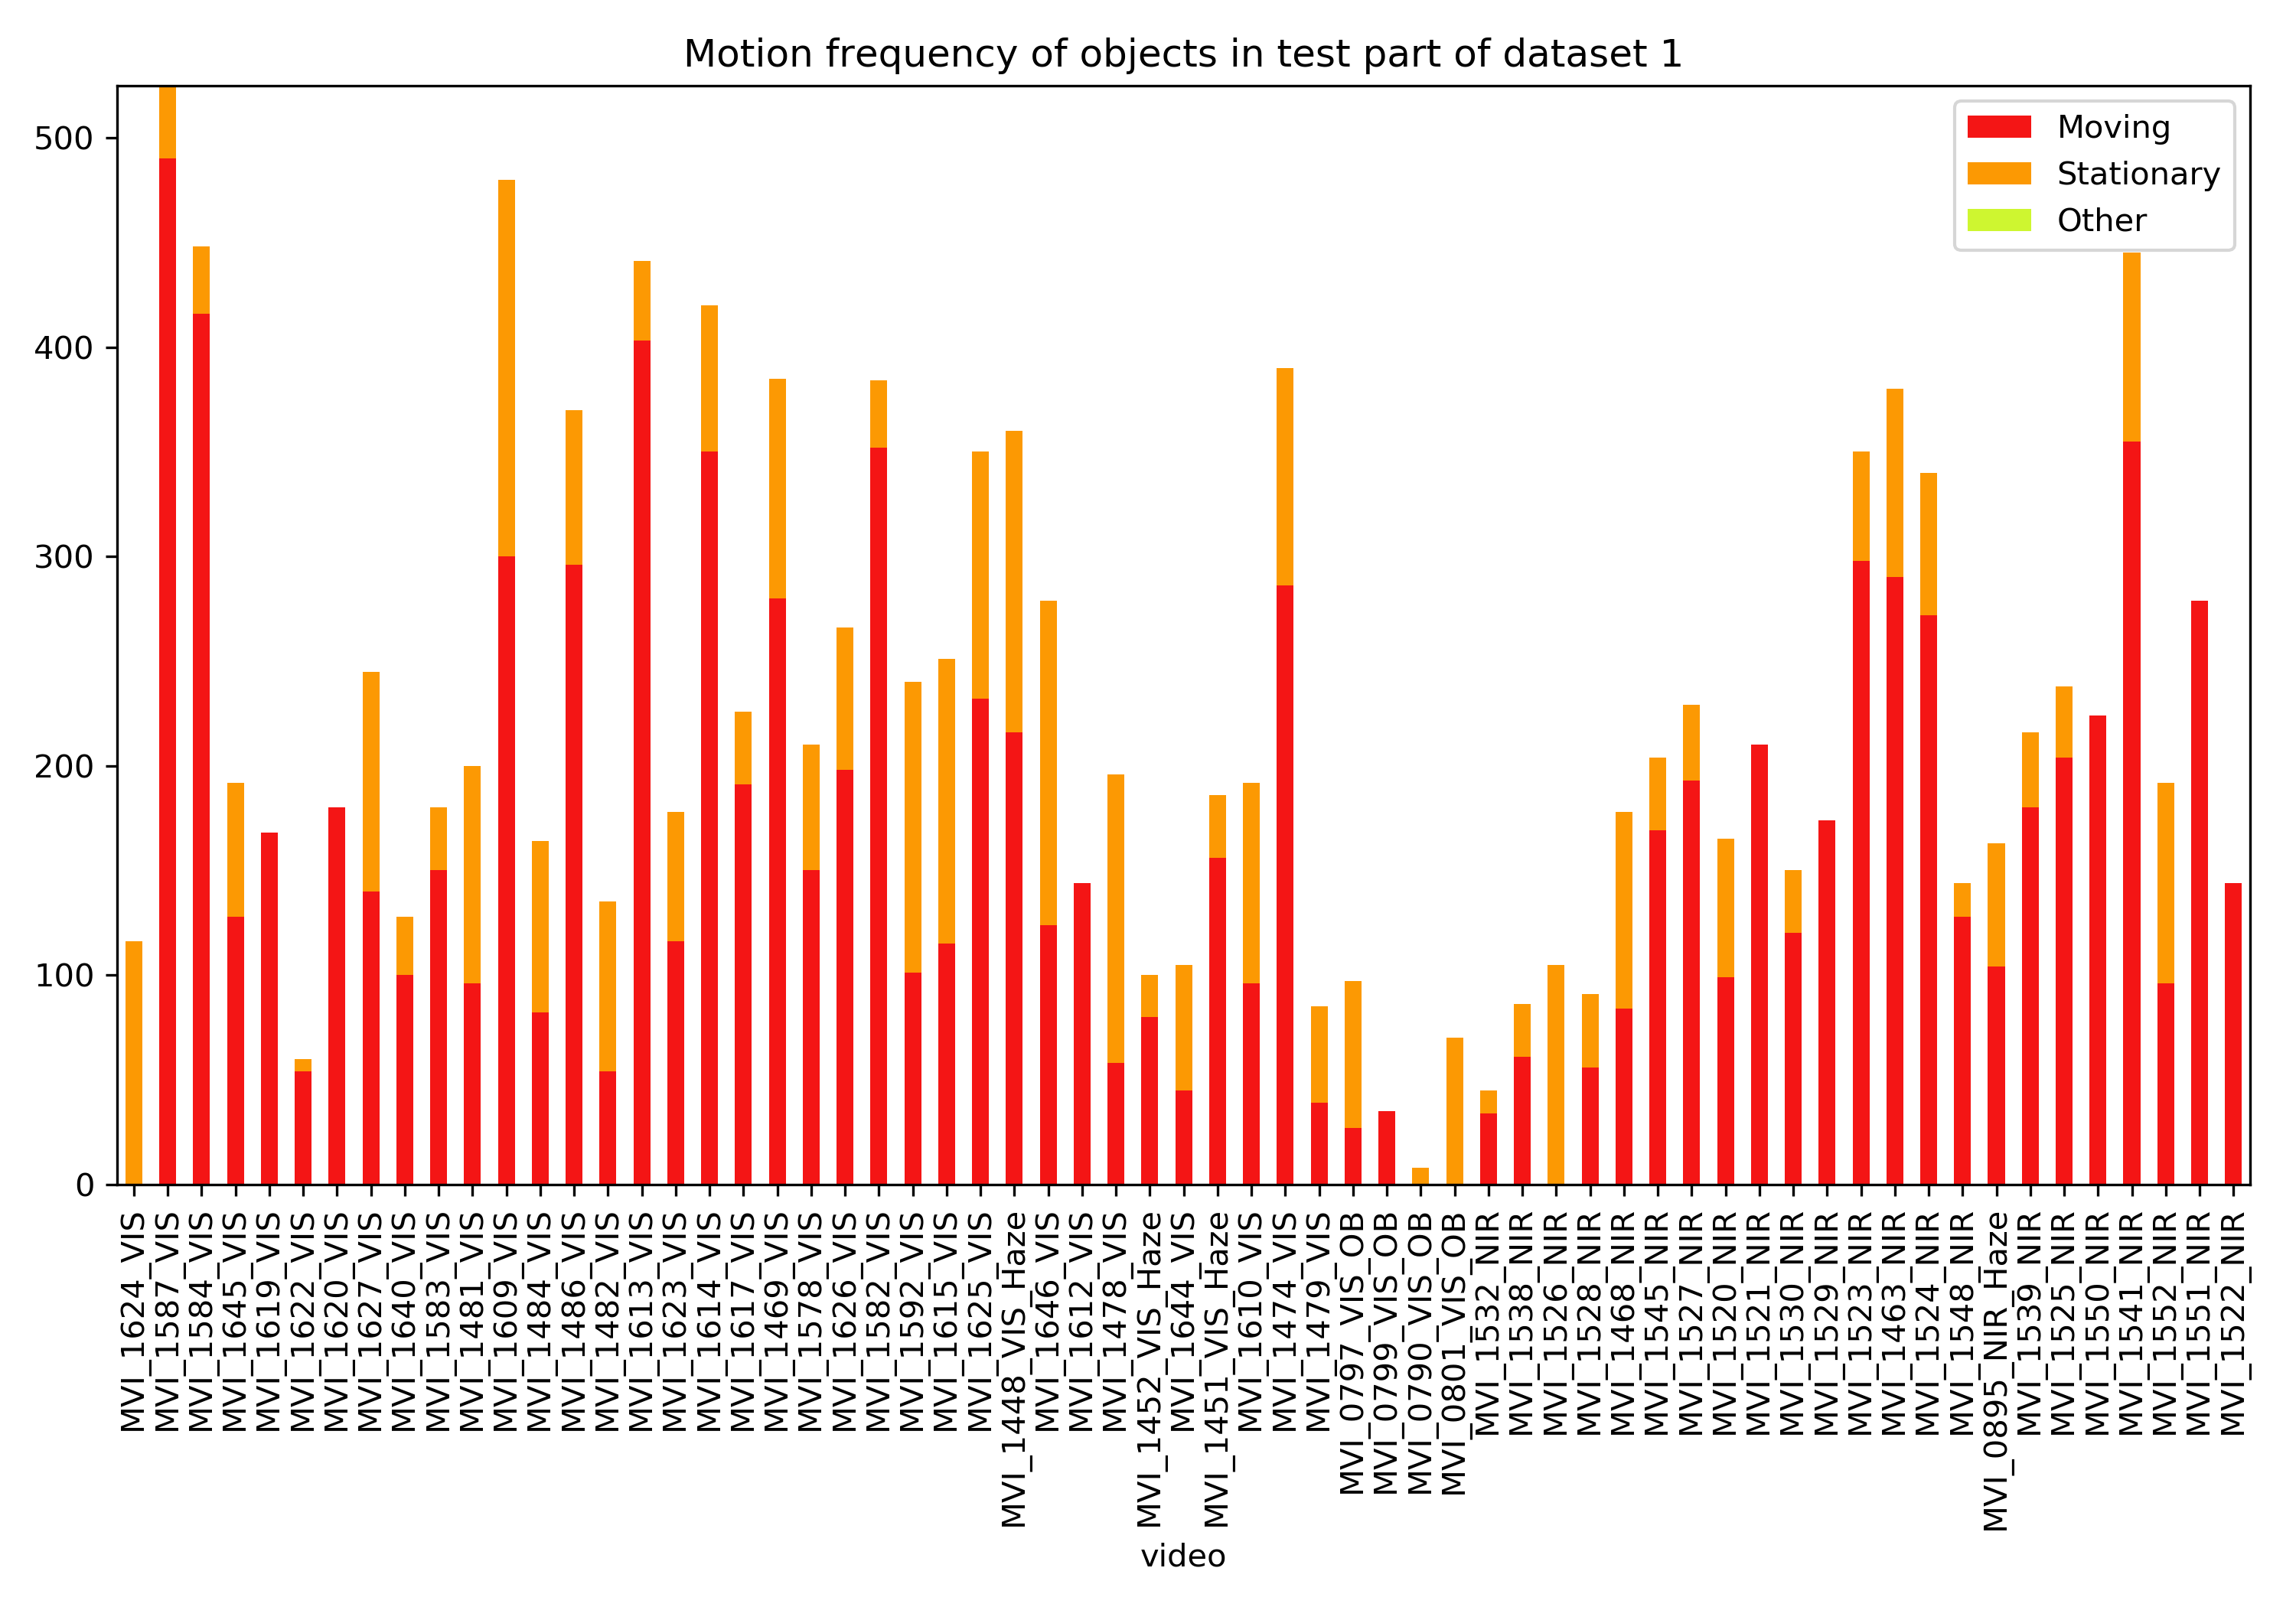 Motion frequency of objects in test part of dataset 1
500
400
300
200
100
0
Moving
Stationary
Other
MVI_1624_VIS
MVI_1587_VIS
MVI_1584_VIS
MVI_1645_VIS
MVI_1619_VIS
MVI_1622_VIS
MVI_1620_VIS
MVI_1627_VIS
MVI_1640_VIS
MVI_1583_VIS
MVI_1481_VIS
MVI_1609_VIS
MVI_1484_VIS
MVI_1486_VIS
MVI_1482_VIS
MVI_1613_VIS
MVI_1623_VIS
MVI_1614_VIS
MVI_1617_VIS
MVI_1469_VIS
MVI_1578_VIS
MVI_1626_VIS
MVI_1582_VIS
MVI_1592_VIS
MVI_1615_VIS
MVI_1625_VIS
MVI_1448_VIS_Haze
MVI_1646_VIS
MVI_1612_VIS
MVI_1478_VIS
MVI_1452_VIS_Haze
MVI_1644_VIS
MVI_1451_VIS_Haze
MVI_1610_VIS
MVI_1474_VIS
MVI_1479_VIS
MVI_0797_VIS_OB
MVI_0799_VIS_OB
MVI_0790_VIS_OB
MVI_0801_VIS_OB
MVI_1532_NIR
MVI_1538_NIR
MVI_1526_NIR
MVI_1528_NIR
MVI_1468_NIR
MVI_1545_NIR
MVI_1527_NIR
MVI_1520_NIR
MVI_1521_NIR
MVI_1530_NIR
MVI_1529_NIR
MVI_1523_NIR
MVI_1463_NIR
MVI_1524_NIR
MVI_1548_NIR
MVI_0895_NIR_Haze
MVI_1539_NIR
MVI_1525_NIR
MVI_1550_NIR
MVI_1541_NIR
MVI_1552_NIR
MVI_1551_NIR
MVI_1522_NIR
video